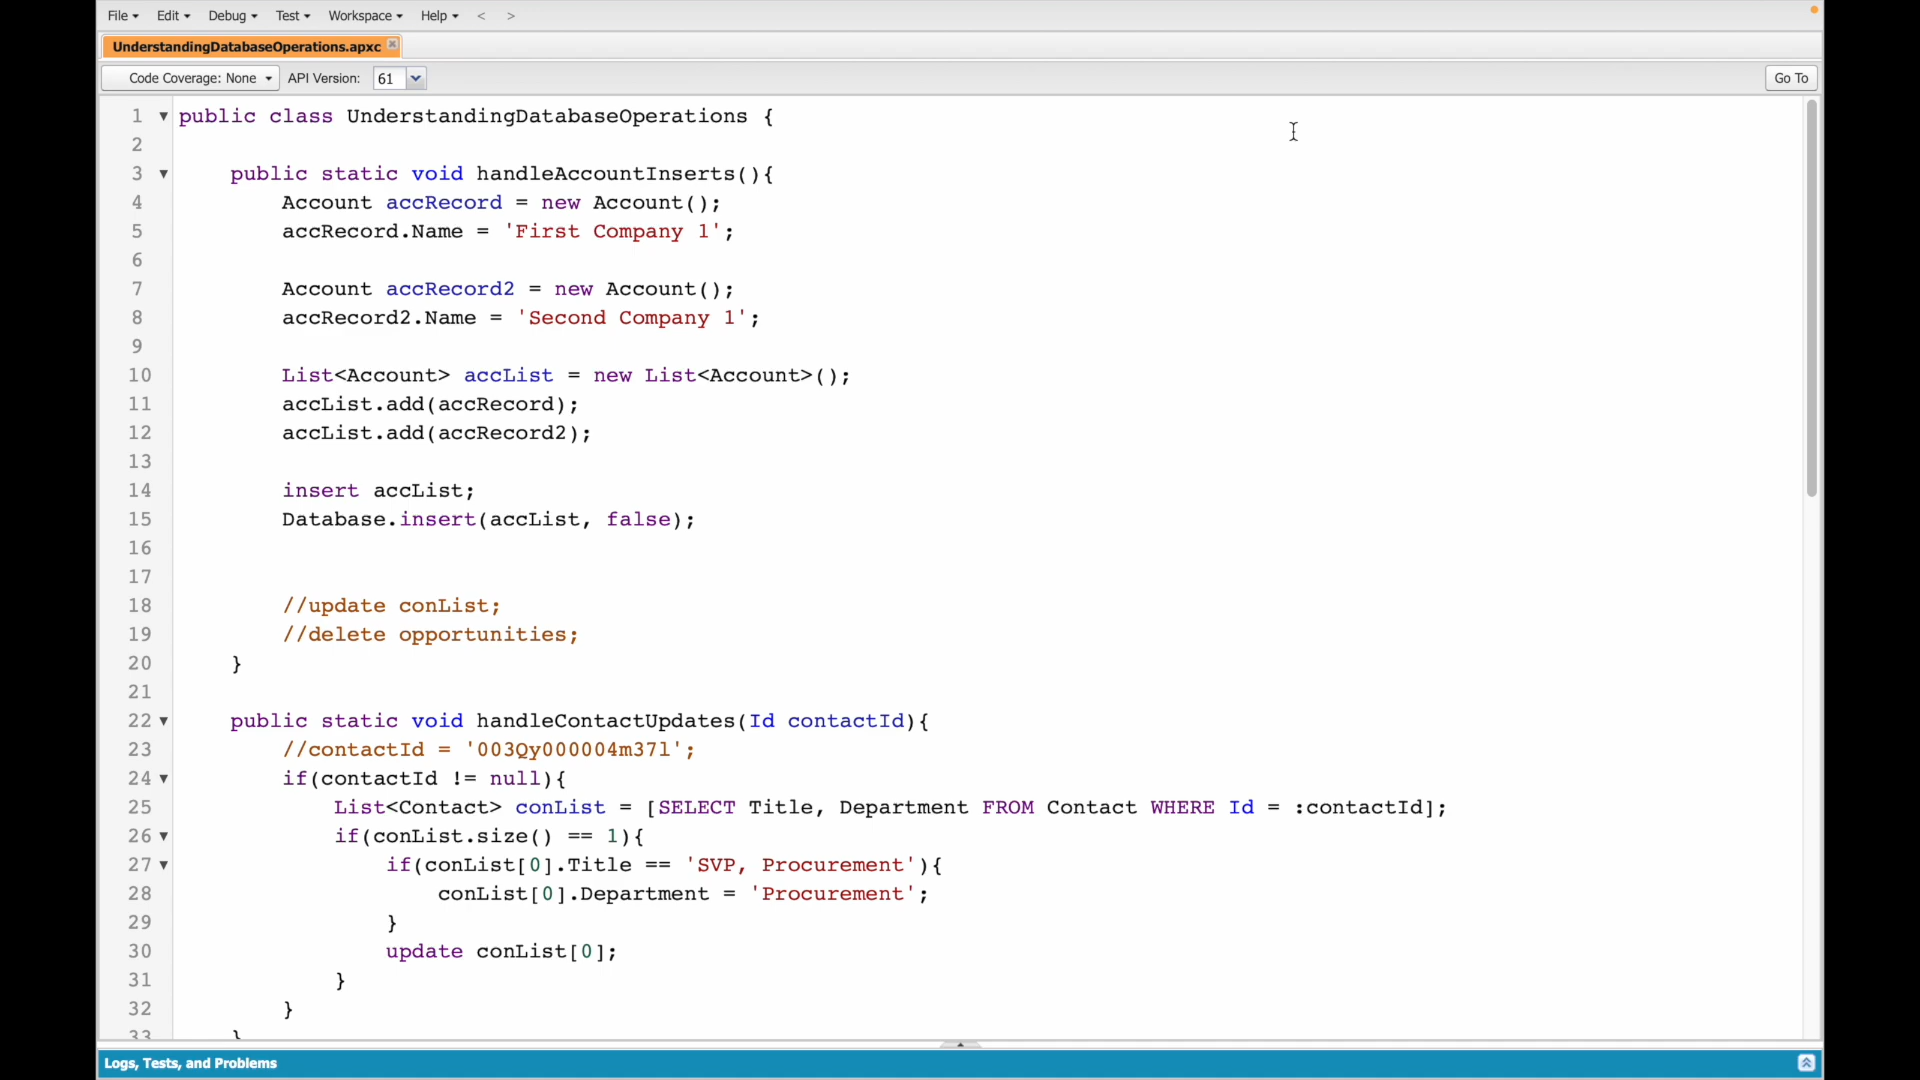 File Edit Debug Test Workspace Help < >
UnderstandingDatabaseOperations.apxc
Code Coverage: None API Version: 61 Go To
1 public class UnderstandingDatabaseOperations {
2
3 public static void handleAccountInserts(){
4 Account accRecord = new Account();
5 accRecord.Name = 'First Company 1';
6
7 Account accRecord2 = new Account();
8 accRecord2.Name = 'Second Company 1';
9
10 List<Account> accList = new List<Account>();
11 accList.add(accRecord);
12 accList.add(accRecord2);
13
14 insert accList;
15 Database.insert(accList, false);
16
17
18 //update conList;
19 //delete opportunities;
20 }
21
22 public static void handleContactUpdates(Id contactId){
23 //contactId = '003Qy000004m37l';
24 if(contactId != null){
25 List<Contact> conList = [SELECT Title, Department FROM Contact WHERE Id = :contactId];
26 if(conList.size() == 1){
27 if(conList[0].Title == 'SVP, Procurement'){
28 conList[0].Department = 'Procurement';
29 }
30 update conList[0];
31 }
32 }
33 }
Logs, Tests, and Problems